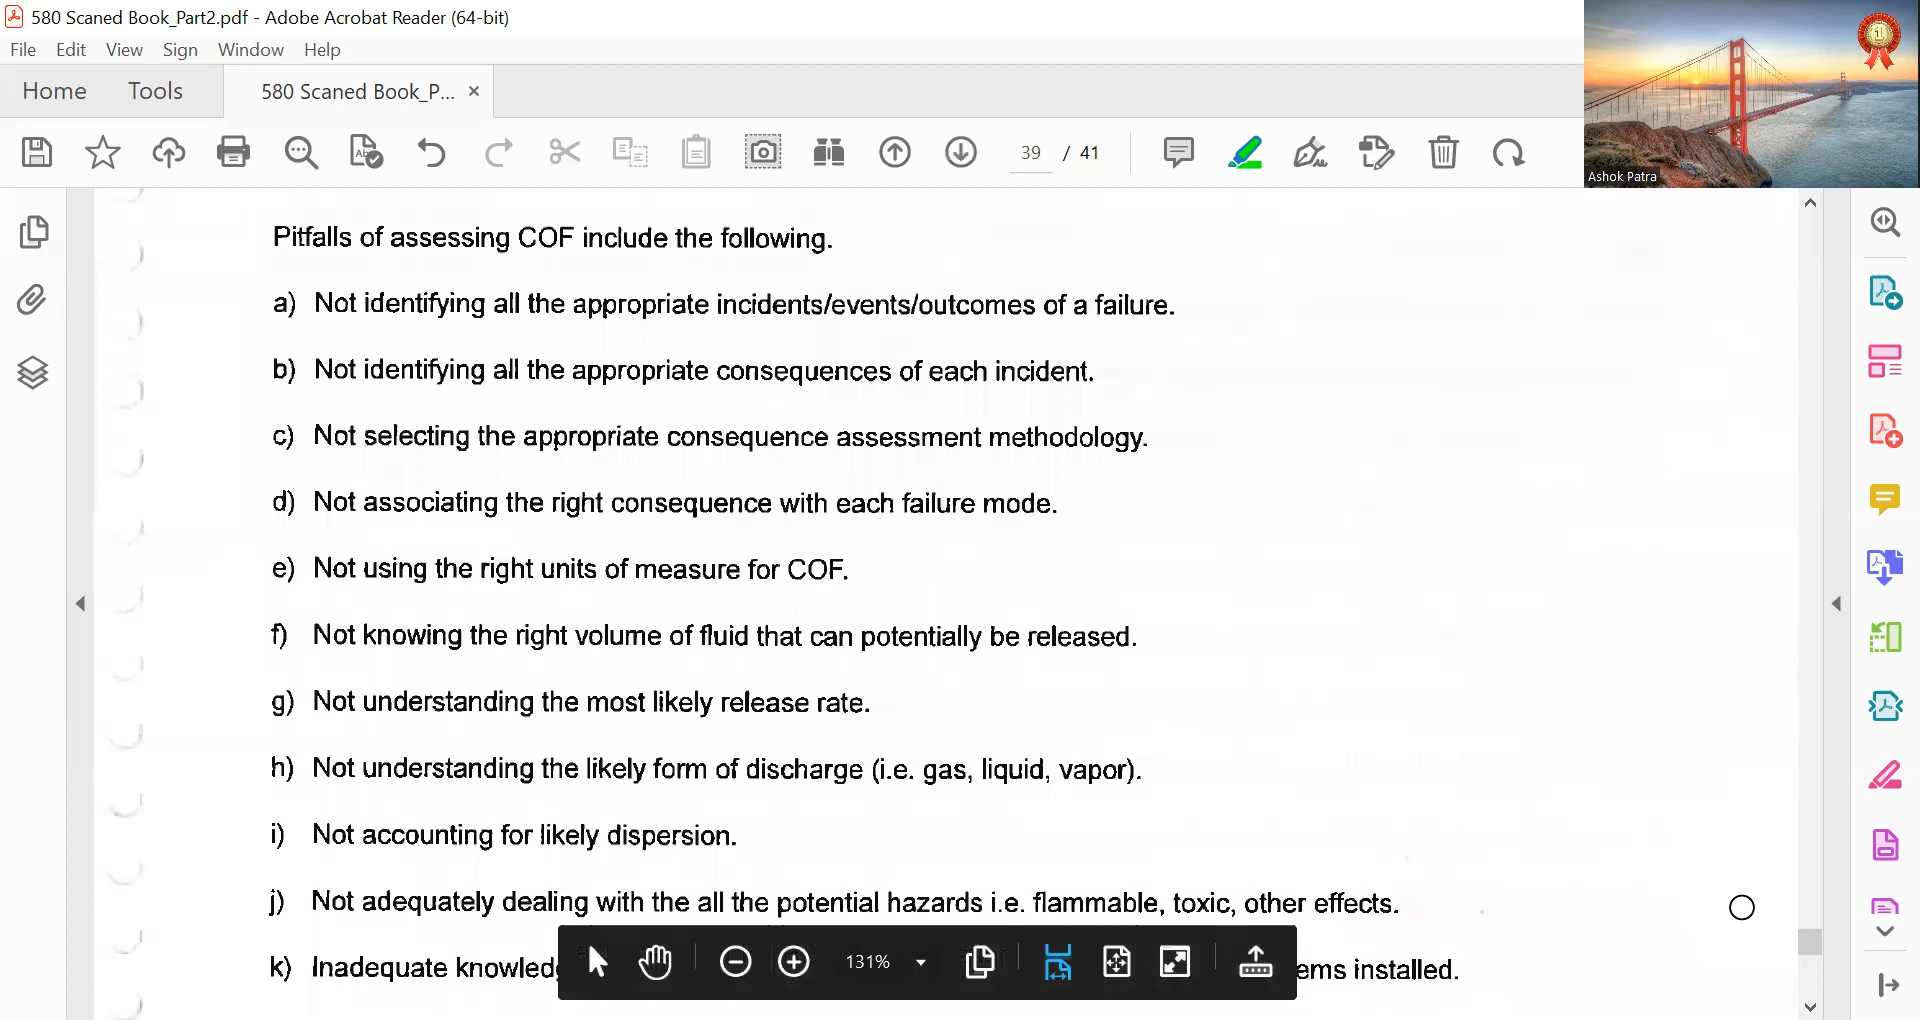 580 Scaned Book_Part2.pdf - Adobe Acrobat Reader (64-bit)
File Edit View Sign Window Help
Home Tools 580 Scaned Book_P... ×
39 / 41
1
Ashok Patra
Pitfalls of assessing COF include the following.
a) Not identifying all the appropriate incidents/events/outcomes of a failure.
b) Not identifying all the appropriate consequences of each incident.
c) Not selecting the appropriate consequence assessment methodology.
d) Not associating the right consequence with each failure mode.
e) Not using the right units of measure for COF.
f) Not knowing the right volume of fluid that can potentially be released.
g) Not understanding the most likely release rate.
h) Not understanding the likely form of discharge (i.e. gas, liquid, vapor).
i) Not accounting for likely dispersion.
j) Not adequately dealing with the all the potential hazards i.e. flammable, toxic, other effects.
k) Inadequate installed.
131%